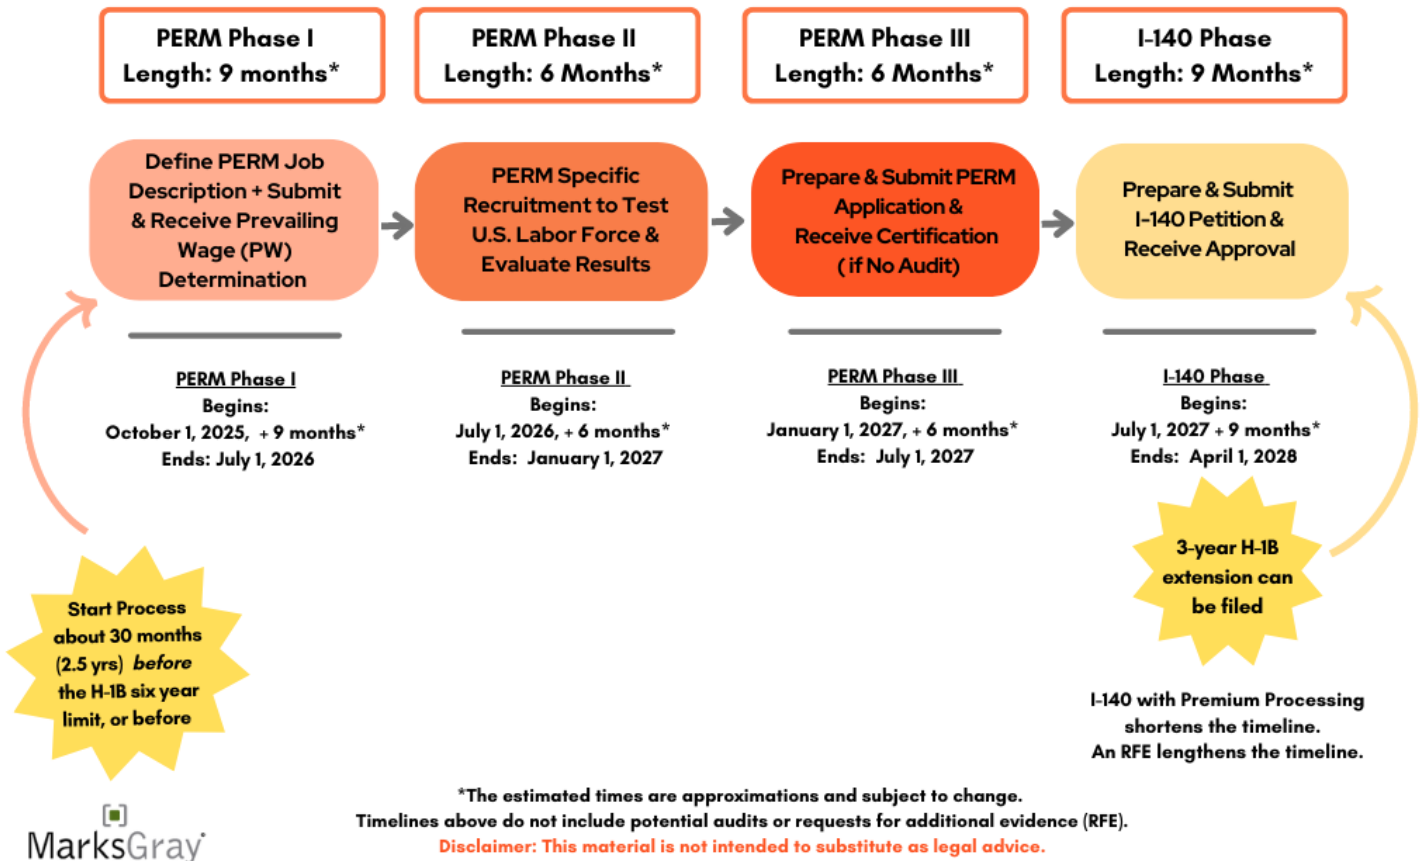 PERM Phase I
Length: 9 months*
PERM Phase II
Length: 6 Months*
PERM Phase III
Length: 6 Months*
I-140 Phase
Length: 9 Months*
Define PERM Job
Description + Submit
& Receive Prevailing
Wage (PW)
Determination
PERM Specific
Recruitment to Test
U.S. Labor Force &
Evaluate Results
Prepare & Submit PERM
Application &
Receive Certification
( if No Audit)
Prepare & Submit
I-140 Petition &
Receive Approval
PERM Phase I
Begins:
October 1, 2025, + 9 months*
Ends: July 1, 2026
PERM Phase II
Begins:
July 1, 2026, + 6 months*
Ends: January 1, 2027
PERM Phase III
Begins:
January 1, 2027, + 6 months*
Ends: July 1, 2027
I-140 Phase
Begins:
July 1, 2027 + 9 months*
Ends: April 1, 2028
Start Process
about 30 months
(2.5 yrs) before
the H-1B six year
limit, or before
3-year H-1B
extension can
be filed
I-140 with Premium Processing
shortens the timeline.
An RFE lengthens the timeline.
*The estimated times are approximations and subject to change.
Timelines above do not include potential audits or requests for additional evidence (RFE).
Disclaimer: This material is not intended to substitute as legal advice.
MarksGray